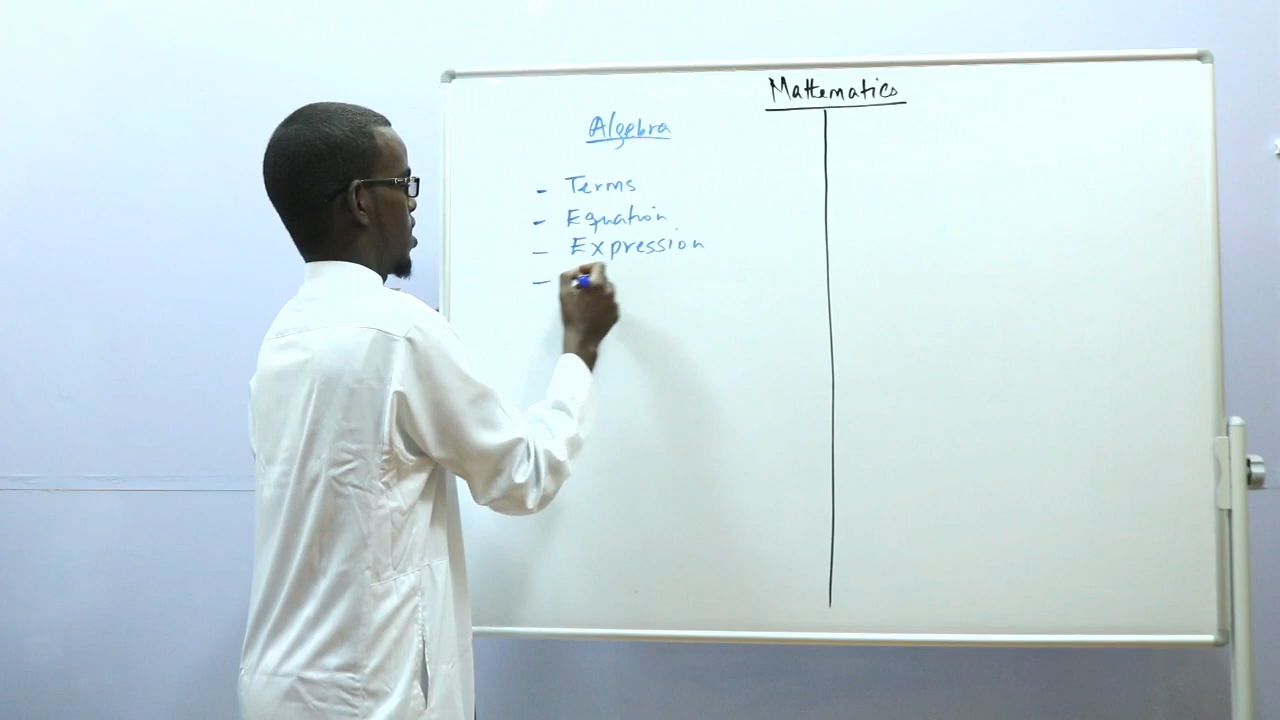 Mathematics
Algebra
- Terms
- Equation
- Expression
-